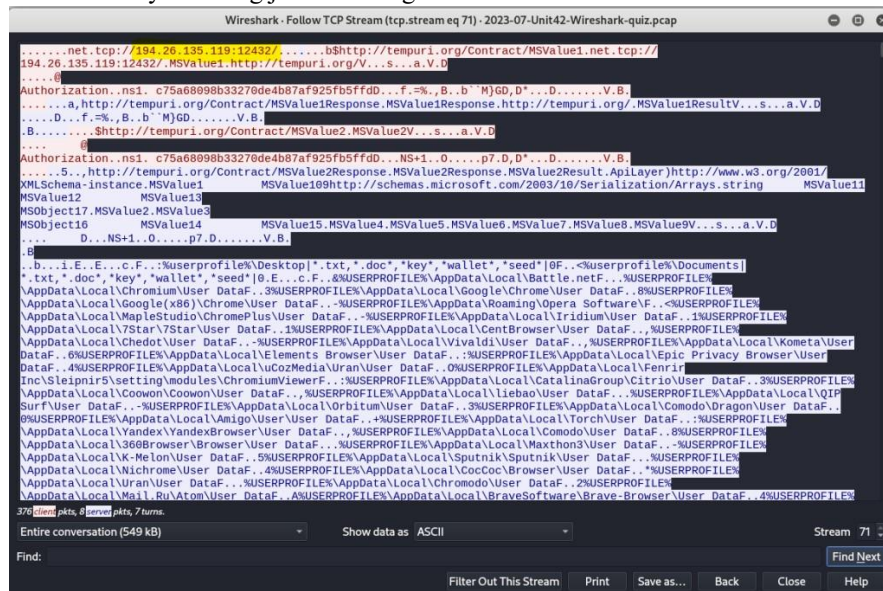 Wireshark · Follow TCP Stream (tcp.stream eq 71) · 2023-07-Unit42-Wireshark-quiz.pcap
.......net.tcp://194.26.135.119:12432/.......b$http://tempuri.org/Contract/MSValue1.net.tcp://
194.26.135.119:12432/.MSValue1.http://tempuri.org/V...s...a.V.D
.....@
Authorization..ns1. c75a68098b33270de4b87af925fb5ffdD...f.=%.,B..b``M}GD,D*...D.......V.B.
.......a,http://tempuri.org/Contract/MSValue1Response.MSValue1Response.http://tempuri.org/.MSValue1ResultV...s...a.V.D
.....D...f.=%.,B..b``M}GD.......V.B.
.B.........$http://tempuri.org/Contract/MSValue2.MSValue2V...s...a.V.D
.... @
Authorization..ns1. c75a68098b33270de4b87af925fb5ffdD...NS+1..O.....p7.D,D*...D.......V.B.
......5..,http://tempuri.org/Contract/MSValue2Response.MSValue2Response.MSValue2Result.ApiLayer)http://www.w3.org/2001/
XMLSchema-instance.MSValue1 MSValue109http://schemas.microsoft.com/2003/10/Serialization/Arrays.string MSValue11
MSValue12 MSValue13
MSObject17.MSValue2.MSValue3
MSObject16 MSValue14 MSValue15.MSValue4.MSValue5.MSValue6.MSValue7.MSValue8.MSValue9V...s...a.V.D
.... D...NS+1..O.....p7.D.......V.B.
.B
..b...i.E..E...c.F..:%userprofile%\Desktop|*.txt,*.doc*,*key*,*wallet*,*seed*|0F..<%userprofile%\Documents|
*.txt,*.doc*,*key*,*wallet*,*seed*|0.E...c.F..&%USERPROFILE%\AppData\Local\Battle.netF...%USERPROFILE%
\AppData\Local\Chromium\User DataF..3%USERPROFILE%\AppData\Local\Google\Chrome\User DataF..8%USERPROFILE%
\AppData\Local\Google(x86)\Chrome\User DataF..-%USERPROFILE%\AppData\Roaming\Opera Software\F..<%USERPROFILE%
\AppData\Local\MapleStudio\ChromePlus\User DataF..-%USERPROFILE%\AppData\Local\Iridium\User DataF..1%USERPROFILE%
\AppData\Local\7Star\7Star\User DataF..1%USERPROFILE%\AppData\Local\CentBrowser\User DataF..,%USERPROFILE%
\AppData\Local\Chedot\User DataF..-%USERPROFILE%\AppData\Local\Vivaldi\User DataF..,%USERPROFILE%\AppData\Local\Kometa\User
DataF..6%USERPROFILE%\AppData\Local\Elements Browser\User DataF..:%USERPROFILE%\AppData\Local\Epic Privacy Browser\User
DataF..4%USERPROFILE%\AppData\Local\uCozMedia\Uran\User DataF..O%USERPROFILE%\AppData\Local\Fenrir
Inc\Sleipnir5\setting\modules\ChromiumViewerF..:%USERPROFILE%\AppData\Local\CatalinaGroup\Citrio\User DataF..3%USERPROFILE%
\AppData\Local\Coowon\Coowon\User DataF..,%USERPROFILE%\AppData\Local\liebao\User DataF...%USERPROFILE%\AppData\Local\QIP
Surf\User DataF..-%USERPROFILE%\AppData\Local\Orbitum\User DataF..3%USERPROFILE%\AppData\Local\Comodo\Dragon\User DataF..
0%USERPROFILE%\AppData\Local\Amigo\User\User DataF..+%USERPROFILE%\AppData\Local\Torch\User DataF..:%USERPROFILE%
\AppData\Local\Yandex\YandexBrowser\User DataF..,%USERPROFILE%\AppData\Local\Comodo\User DataF..8%USERPROFILE%
\AppData\Local\360Browser\Browser\User DataF...%USERPROFILE%\AppData\Local\Maxthon3\User DataF..-%USERPROFILE%
\AppData\Local\K-Melon\User DataF..5%USERPROFILE%\AppData\Local\Sputnik\Sputnik\User DataF...%USERPROFILE%
\AppData\Local\Nichrome\User DataF..4%USERPROFILE%\AppData\Local\CocCoc\Browser\User DataF..*%USERPROFILE%
\AppData\Local\Uran\User DataF...%USERPROFILE%\AppData\Local\Chromodo\User DataF..2%USERPROFILE%
\AppData\Local\Mail.Ru\Atom\User DataF..A%USERPROFILE%\AppData\Local\BraveSoftware\Brave-Browser\User DataF..4%USERPROFILE%
376 client pkts, 8 server pkts, 7 turns.
Entire conversation (549 kB) Show data as ASCII Stream 71
Find: Find Next
Filter Out This Stream Print Save as... Back Close Help